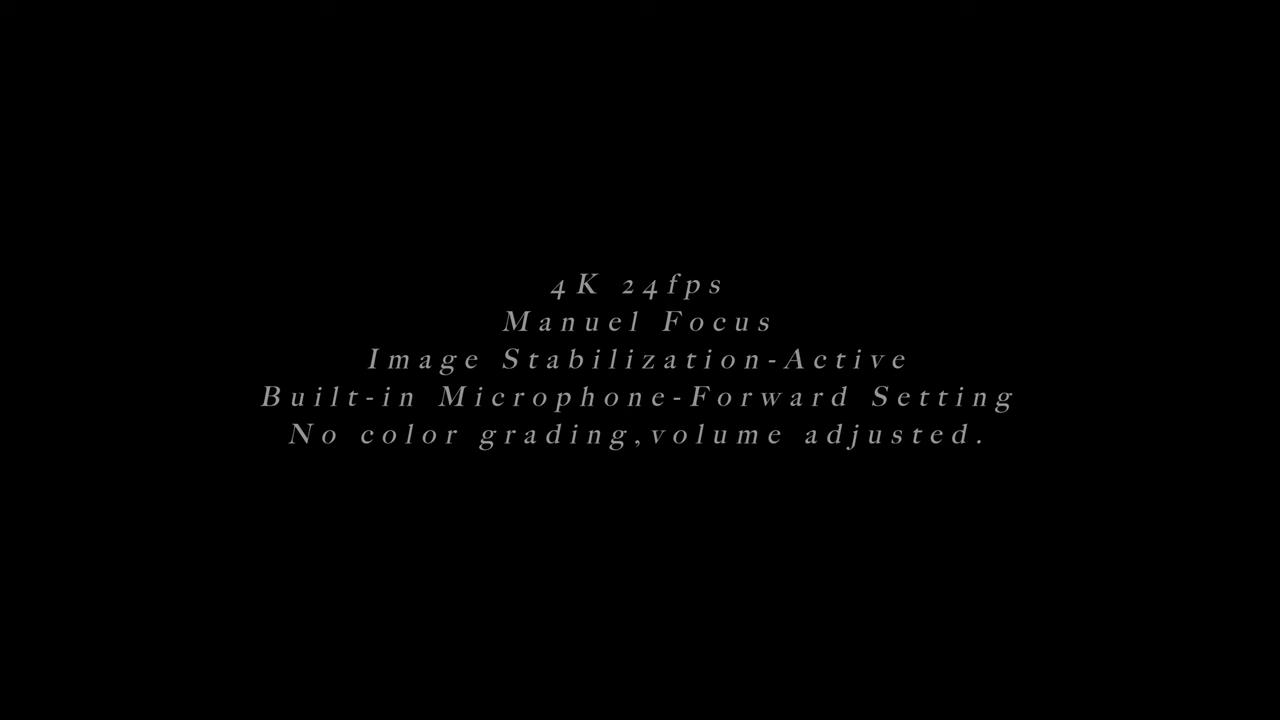 4K 24fps
Manuel Focus
Image Stabilization-Active
Built-in Microphone-Forward Setting
No color grading,volume adjusted.